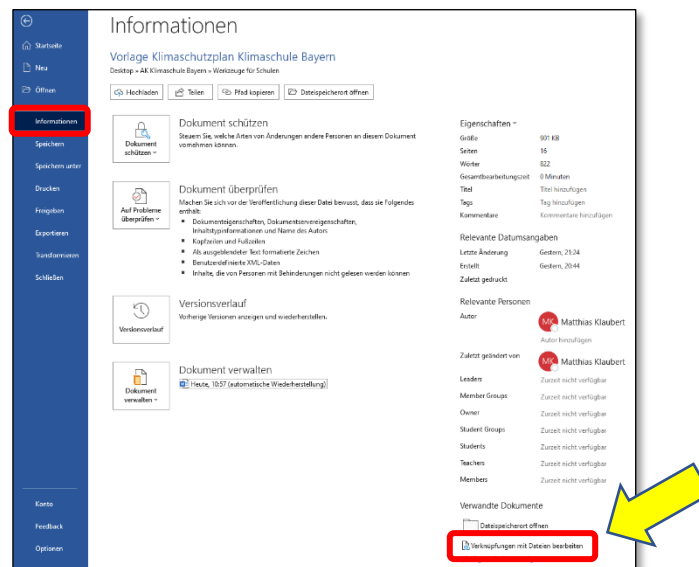 Informationen
Startseite
Neu
Öffnen
Informationen
Speichern
Speichern unter
Drucken
Freigeben
Exportieren
Transformieren
Schließen
Konto
Feedback
Optionen
Vorlage Klimaschutzplan Klimaschule Bayern
Desktop » AK Klimaschule Bayern » Werkzeuge für Schulen
Hochladen
Teilen
Pfad kopieren
Dateispeicherort öffnen
Dokument
schützen
Dokument schützen
Steuern Sie, welche Arten von Änderungen andere Personen an diesem Dokument
vornehmen können.
Auf Probleme
überprüfen
Dokument überprüfen
Machen Sie sich vor der Veröffentlichung dieser Datei bewusst, dass sie Folgendes
enthält:
Dokumenteigenschaften, Dokumentservereigenschaften,
Inhaltstypinformationen und Name des Autors
Kopfzeilen und Fußzeilen
Als ausgeblendeter Text formatierte Zeichen
Benutzerdefinierte XML-Daten
Inhalte, die von Personen mit Behinderungen nicht gelesen werden können
Versionsverlauf
Versionsverlauf
Vorherige Versionen anzeigen und wiederherstellen.
Dokument
verwalten
Dokument verwalten
Heute, 10:57 (automatische Wiederherstellung)
Eigenschaften
Größe 901 KB
Seiten 16
Wörter 822
Gesamtbearbeitungszeit 0 Minuten
Titel Titel hinzufügen
Tags Tag hinzufügen
Kommentare Kommentare hinzufügen
Relevante Datumsangaben
Letzte Änderung Gestern, 21:24
Erstellt Gestern, 20:44
Zuletzt gedruckt
Relevante Personen
Autor MK Matthias Klaubert
Autor hinzufügen
Zuletzt geändert von MK Matthias Klaubert
Leaders Zurzeit nicht verfügbar
Member Groups Zurzeit nicht verfügbar
Owner Zurzeit nicht verfügbar
Student Groups Zurzeit nicht verfügbar
Students Zurzeit nicht verfügbar
Teachers Zurzeit nicht verfügbar
Members Zurzeit nicht verfügbar
Verwandte Dokumente
Dateispeicherort öffnen
Verknüpfungen mit Dateien bearbeiten